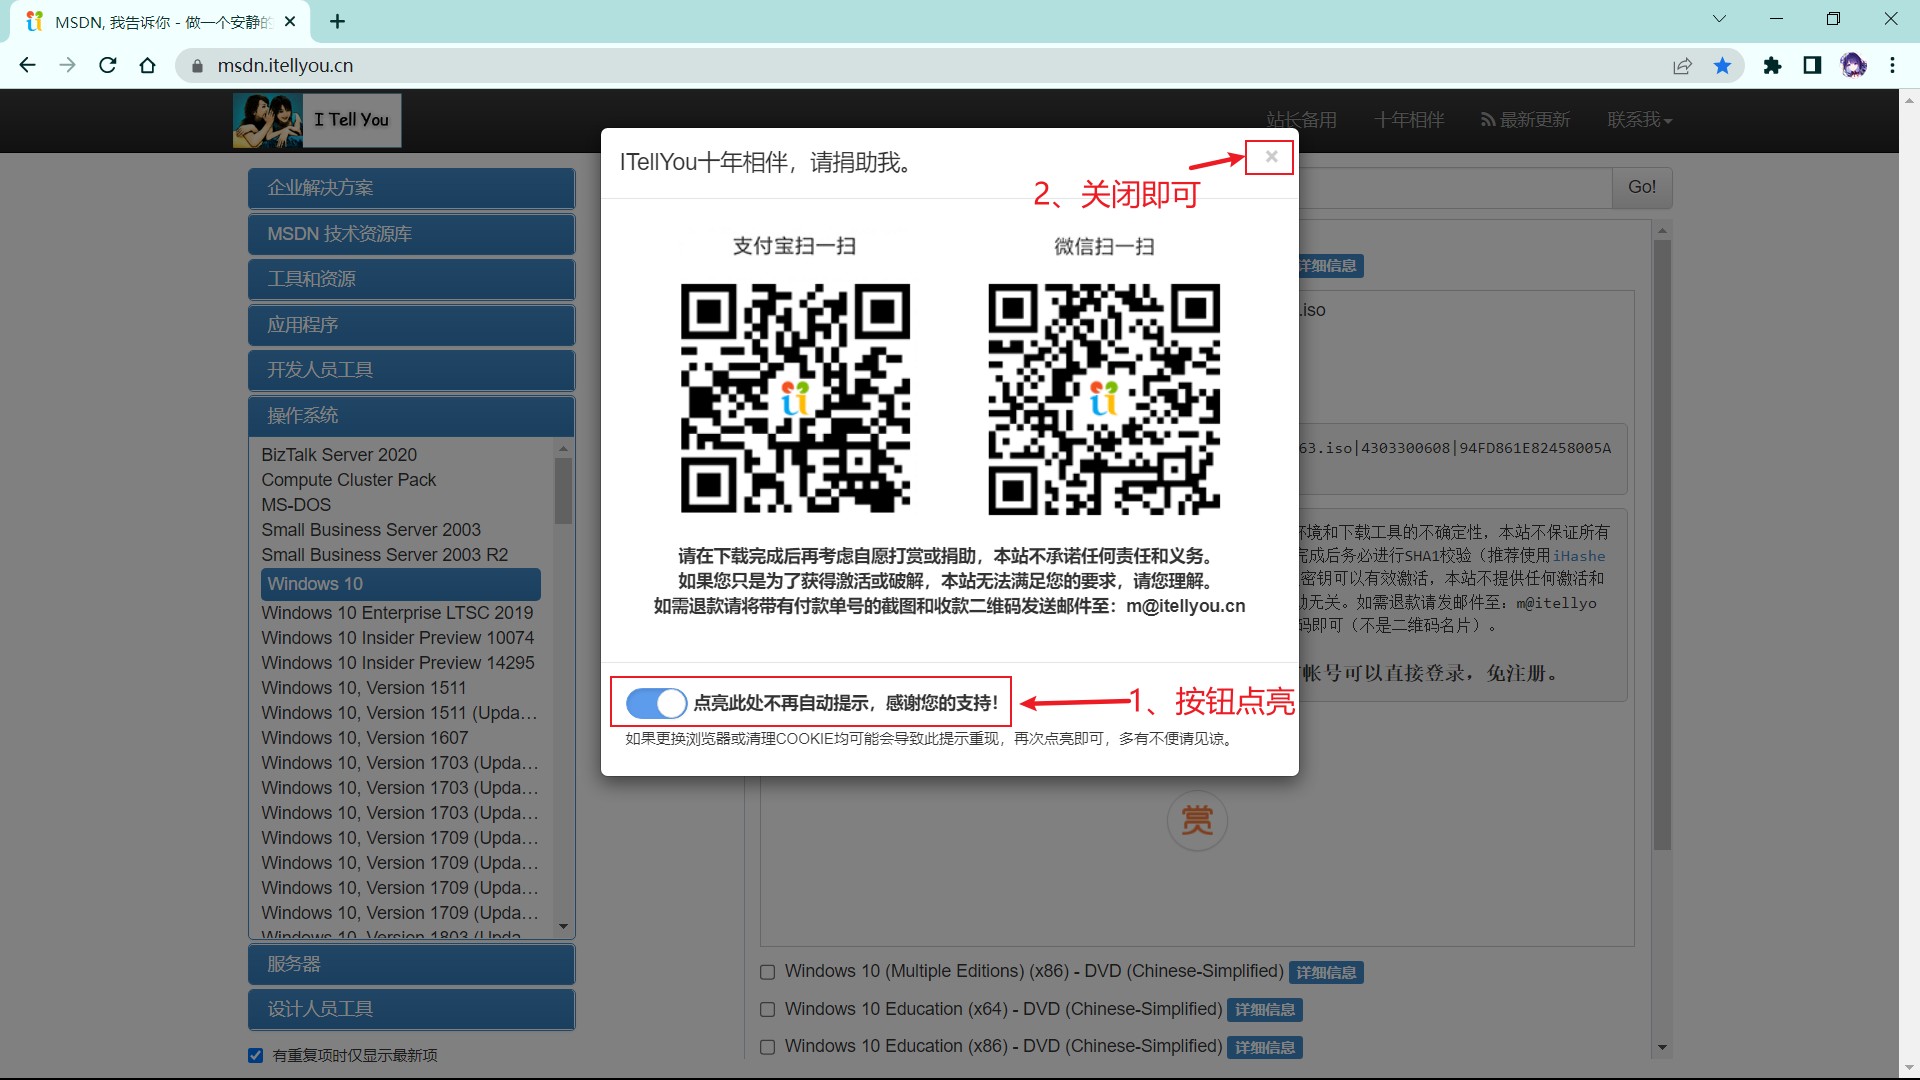 MSDN, 我告诉你 - 做一个安静的
msdn.itellyou.cn
I Tell You
站长备用
十年相伴
最新更新
联系我
ITellYou十年相伴，请捐助我。
2、关闭即可
Go!
支付宝扫一扫
微信扫一扫
请在下载完成后再考虑自愿打赏或捐助，本站不承诺任何责任和义务。
如果您只是为了获得激活或破解，本站无法满足您的要求，请您理解。
如需退款请将带有付款单号的截图和收款二维码发送邮件至：m@itellyou.cn
点亮此处不再自动提示，感谢您的支持！
1、按钮点亮
如果更换浏览器或清理COOKIE均可能会导致此提示重现，再次点亮即可，多有不便请见谅。
企业解决方案
MSDN 技术资源库
工具和资源
应用程序
开发人员工具
操作系统
BizTalk Server 2020
Compute Cluster Pack
MS-DOS
Small Business Server 2003
Small Business Server 2003 R2
Windows 10
Windows 10 Enterprise LTSC 2019
Windows 10 Insider Preview 10074
Windows 10 Insider Preview 14295
Windows 10, Version 1511
Windows 10, Version 1511 (Upda...
Windows 10, Version 1607
Windows 10, Version 1703 (Upda...
Windows 10, Version 1703 (Upda...
Windows 10, Version 1703 (Upda...
Windows 10, Version 1709 (Upda...
Windows 10, Version 1709 (Upda...
Windows 10, Version 1709 (Upda...
Windows 10, Version 1709 (Upda...
Windows 10, Version 1803 (Upda...
服务器
设计人员工具
有重复项时仅显示最新项
详细信息
.iso
63.iso|4303300608|94FD861E82458005A
环境和下载工具的不确定性，本站不保证所有
完成后务必进行SHA1校验（推荐使用iHashe
密钥可以有效激活，本站不提供任何激活和
助无关。如需退款请发邮件至：m@itellyo
码即可（不是二维码名片）。
帐号可以直接登录，免注册。
赏
Windows 10 (Multiple Editions) (x86) - DVD (Chinese-Simplified) 详细信息
Windows 10 Education (x64) - DVD (Chinese-Simplified) 详细信息
Windows 10 Education (x86) - DVD (Chinese-Simplified) 详细信息